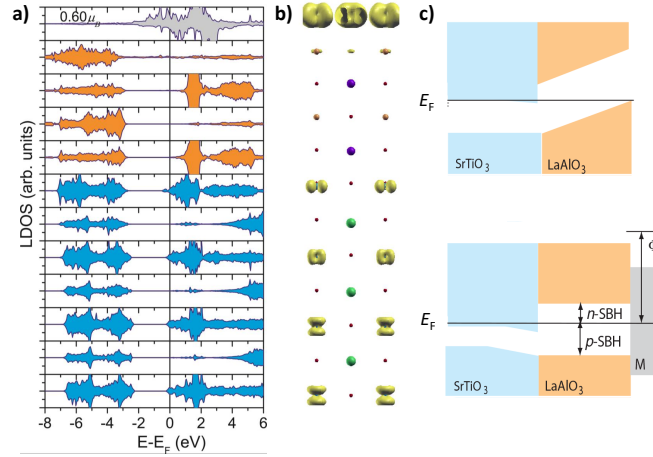 a)
b)
c)
0.60μB
LDOS (arb. units)
-8 -6 -4 -2 0 2 4 6
E-EF (eV)
EF
SrTiO3
LaAlO3
Φ
n-SBH
EF
p-SBH
SrTiO3
LaAlO3
M